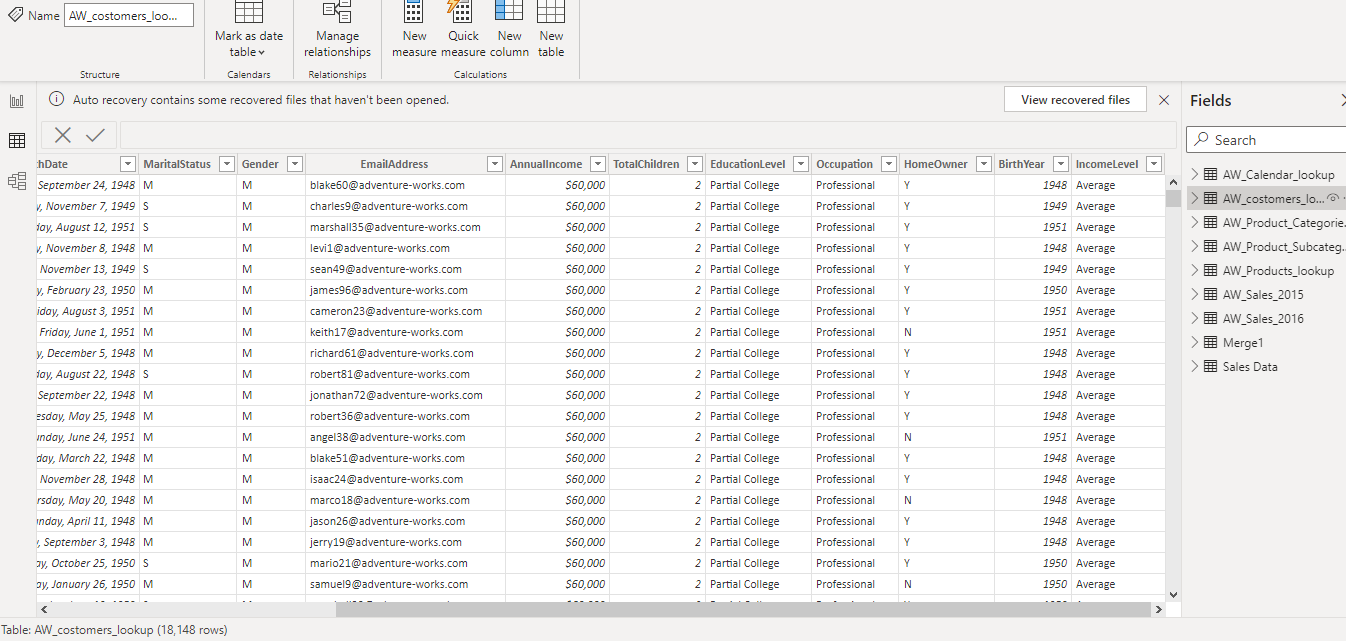 Name AW_costomers_loo...
Mark as date
table
Manage
relationships
New
measure
Quick
measure
New
column
New
table
Structure
Calendars
Relationships
Calculations
Auto recovery contains some recovered files that haven't been opened.
View recovered files
Fields
Search
AW_Calendar_lookup
AW_costomers_lo...
AW_Product_Categorie.
AW_Product_Subcateg..
AW_Products_lookup
AW_Sales_2015
AW_Sales_2016
Merge1
Sales Data
hDate MaritalStatus Gender EmailAddress AnnualIncome TotalChildren EducationLevel Occupation HomeOwner BirthYear IncomeLevel
September 24, 1948 M M blake60@adventure-works.com $60,000 2 Partial College Professional Y 1948 Average
y, November 7, 1949 S M charles9@adventure-works.com $60,000 2 Partial College Professional Y 1949 Average
day, August 12, 1951 S M marshall35@adventure-works.com $60,000 2 Partial College Professional Y 1951 Average
y, November 8, 1948 M M levi1@adventure-works.com $60,000 2 Partial College Professional Y 1948 Average
, November 13, 1949 S M sean49@adventure-works.com $60,000 2 Partial College Professional Y 1949 Average
y, February 23, 1950 M M james96@adventure-works.com $60,000 2 Partial College Professional Y 1950 Average
iday, August 3, 1951 M M cameron23@adventure-works.com $60,000 2 Partial College Professional Y 1951 Average
Friday, June 1, 1951 M M keith17@adventure-works.com $60,000 2 Partial College Professional N 1951 Average
y, December 5, 1948 M M richard61@adventure-works.com $60,000 2 Partial College Professional Y 1948 Average
day, August 22, 1948 S M robert81@adventure-works.com $60,000 2 Partial College Professional Y 1948 Average
September 22, 1948 M M jonathan72@adventure-works.com $60,000 2 Partial College Professional Y 1948 Average
esday, May 25, 1948 M M robert36@adventure-works.com $60,000 2 Partial College Professional Y 1948 Average
unday, June 24, 1951 M M angel38@adventure-works.com $60,000 2 Partial College Professional N 1951 Average
day, March 22, 1948 M M blake51@adventure-works.com $60,000 2 Partial College Professional Y 1948 Average
, November 28, 1948 M M isaac24@adventure-works.com $60,000 2 Partial College Professional Y 1948 Average
rsday, May 20, 1948 M M marco18@adventure-works.com $60,000 2 Partial College Professional N 1948 Average
unday, April 11, 1948 M M jason26@adventure-works.com $60,000 2 Partial College Professional Y 1948 Average
, September 3, 1948 M M jerry19@adventure-works.com $60,000 2 Partial College Professional Y 1948 Average
ay, October 25, 1950 S M mario21@adventure-works.com $60,000 2 Partial College Professional Y 1950 Average
ay, January 26, 1950 M M samuel9@adventure-works.com $60,000 2 Partial College Professional N 1950 Average
Table: AW_costomers_lookup (18,148 rows)